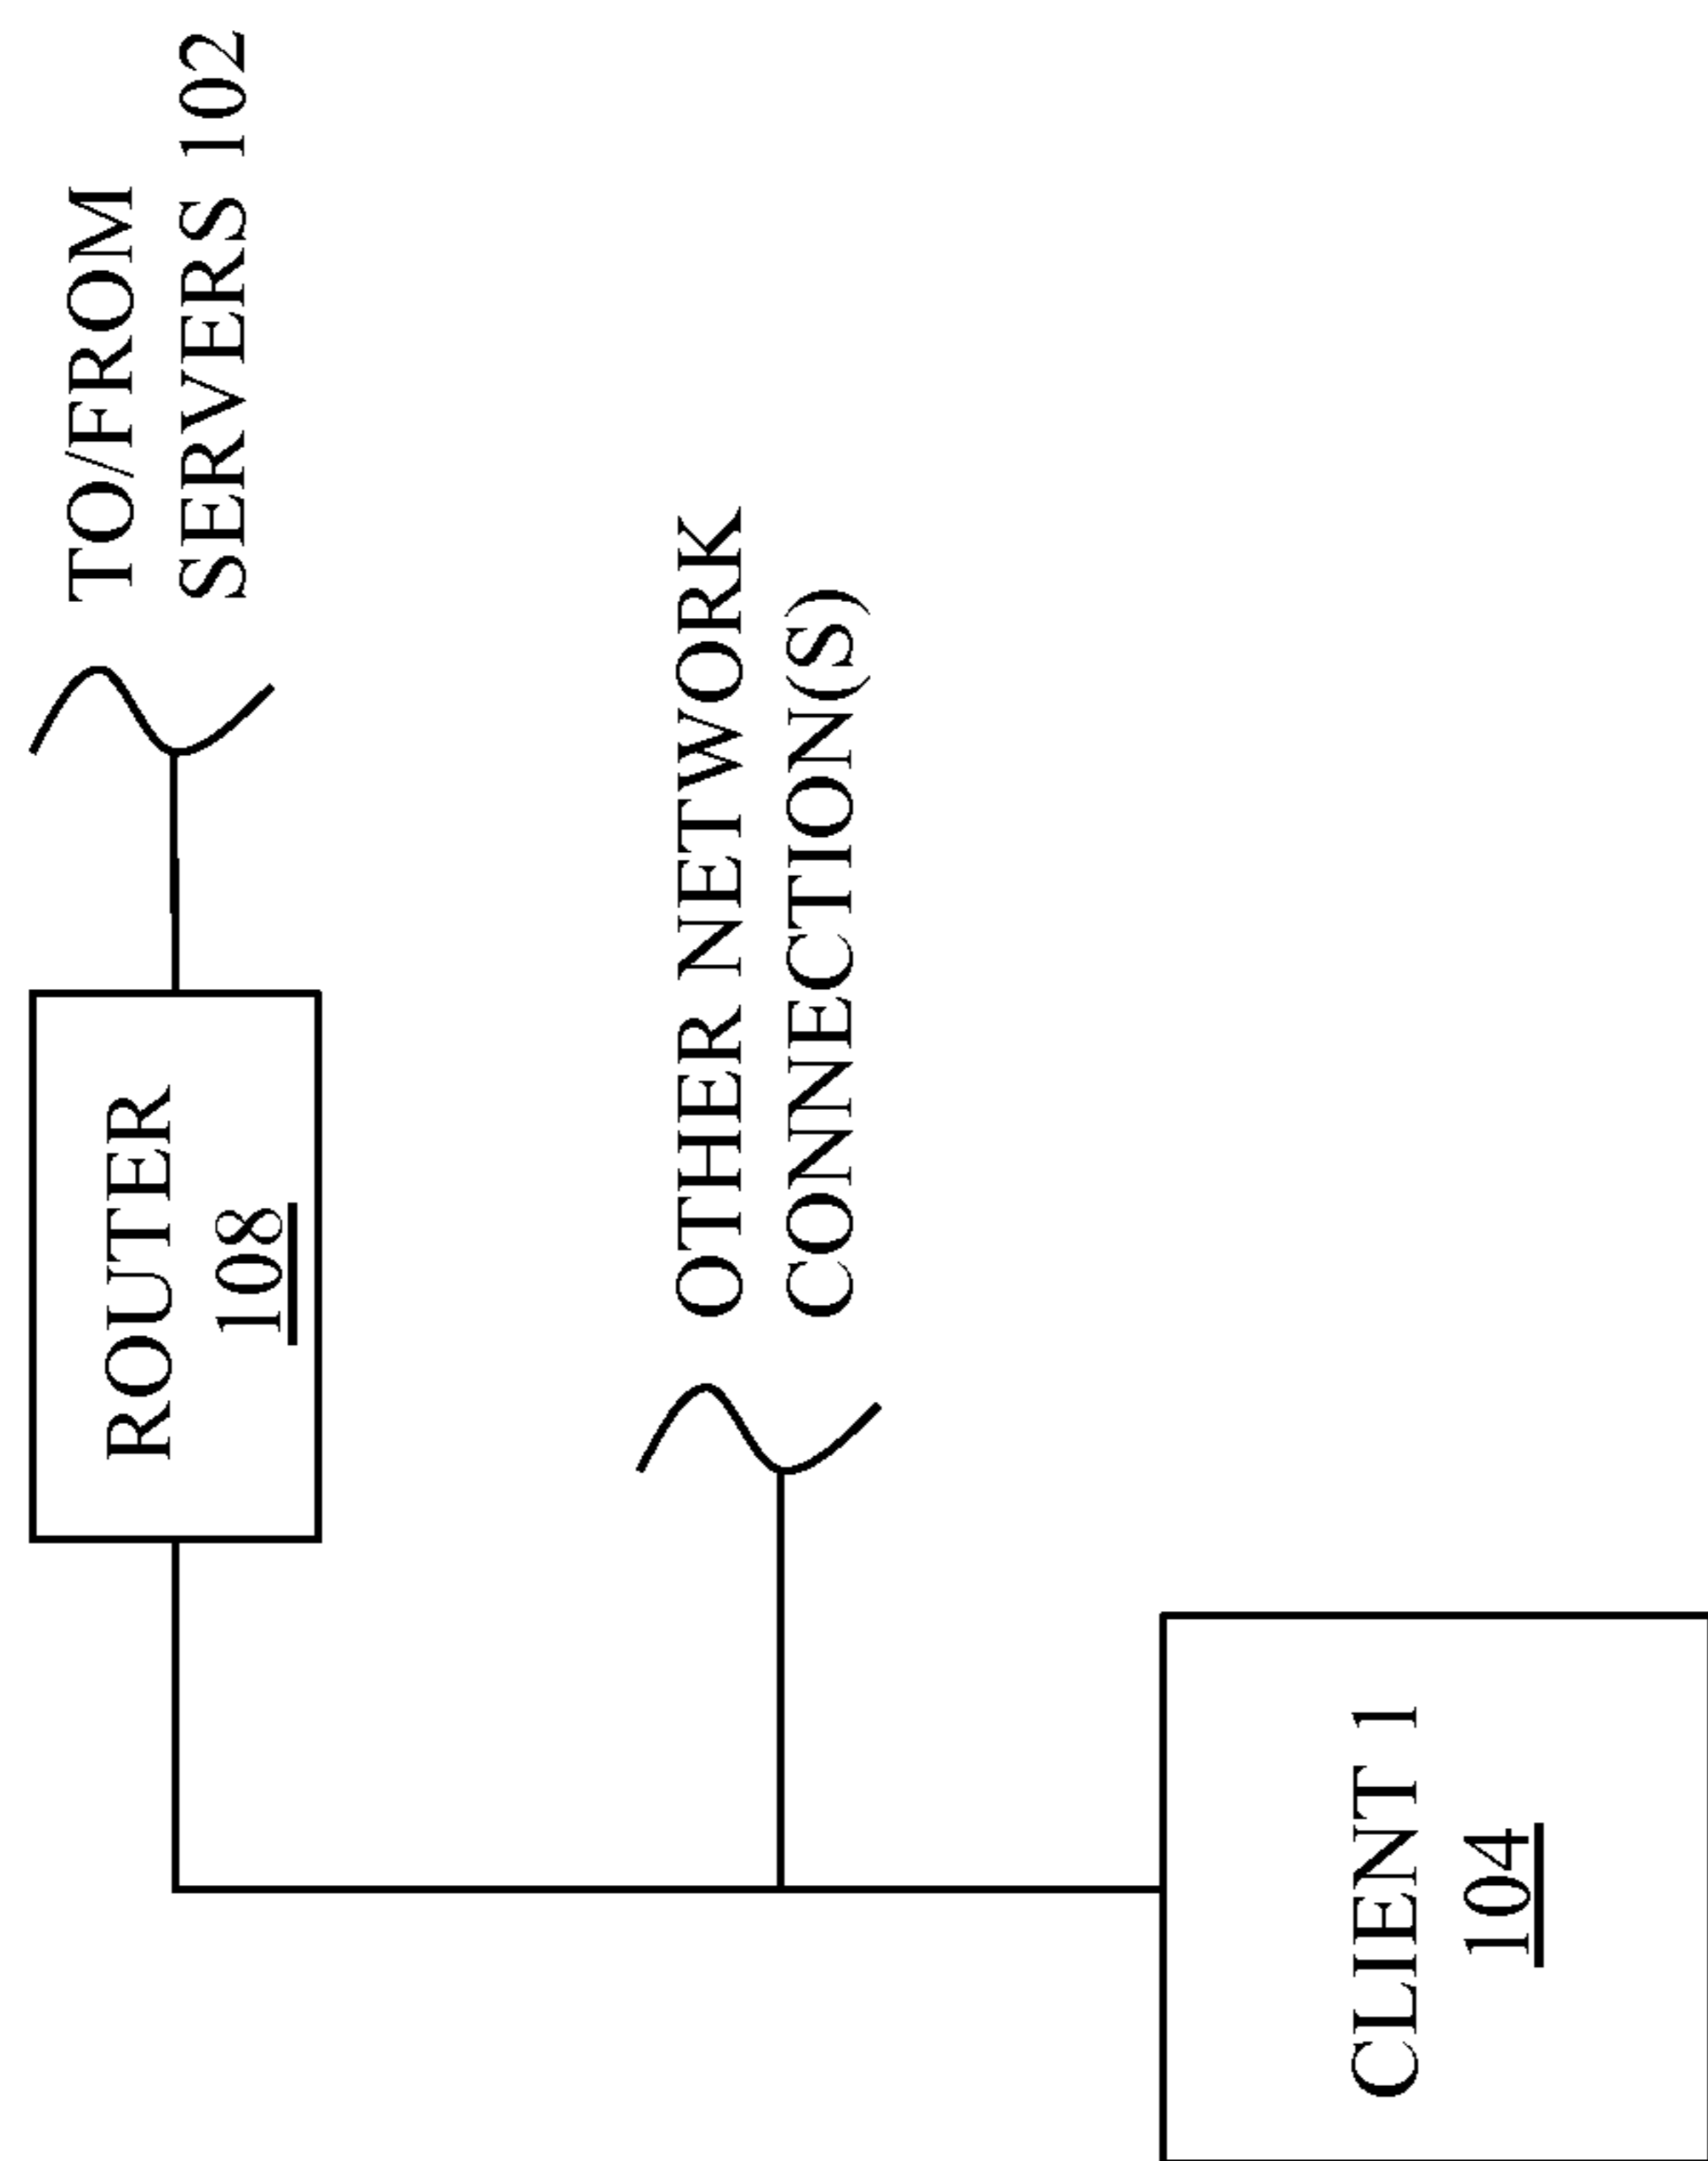 ROUTER
108
TO/FROM
SERVERS 102
OTHER NETWORK
CONNECTION(S)
CLIENT 1
104